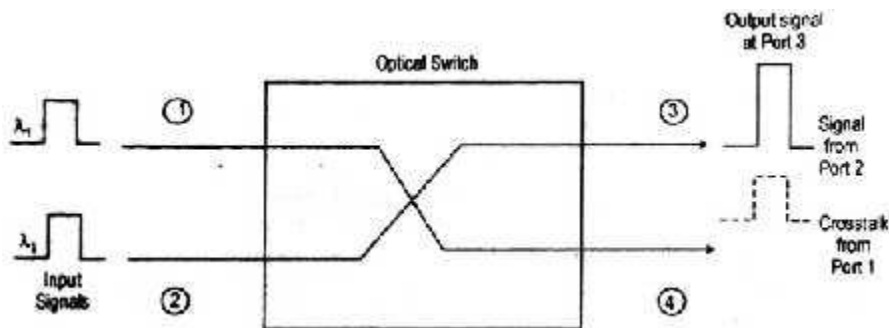 Output signal
at Port 3
Optical Switch
1
3
λ₁
Signal
from
Port 2
λ₁
Crosstalk
from
Port 1
Input
Signals
2
4